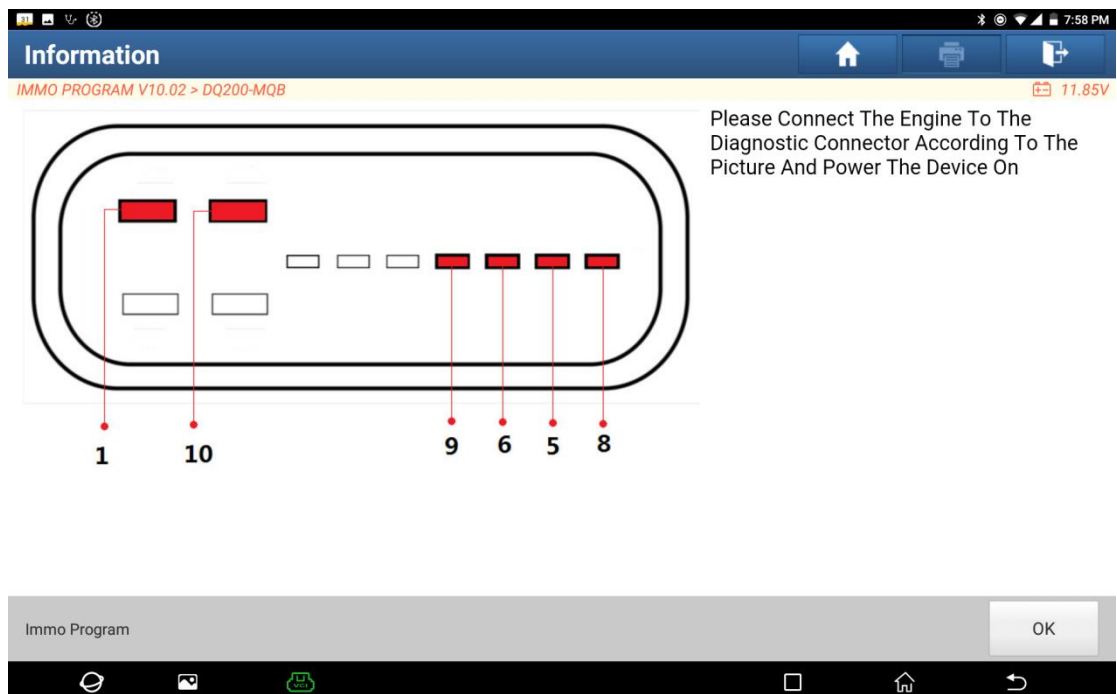 31
7:58 PM
Information
IMMO PROGRAM V10.02 > DQ200-MQB
11.85V
Please Connect The Engine To The
Diagnostic Connector According To The
Picture And Power The Device On
1 10 9 6 5 8
Immo Program
OK
VCI